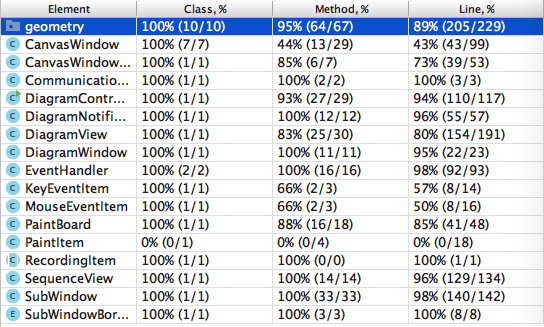 Element Class, % Method, % Line, %
geometry 100% (10/10) 95% (64/67) 89% (205/229)
CanvasWindow 100% (7/7) 44% (13/29) 43% (43/99)
CanvasWindow... 100% (1/1) 85% (6/7) 73% (39/53)
Communicatio... 100% (1/1) 100% (2/2) 100% (3/3)
DiagramContr... 100% (1/1) 93% (27/29) 94% (110/117)
DiagramNotifi... 100% (1/1) 100% (12/12) 96% (55/57)
DiagramView 100% (1/1) 83% (25/30) 80% (154/191)
DiagramWindow 100% (1/1) 100% (11/11) 95% (22/23)
EventHandler 100% (2/2) 100% (16/16) 98% (92/93)
KeyEventItem 100% (1/1) 66% (2/3) 57% (8/14)
MouseEventItem 100% (1/1) 66% (2/3) 50% (8/16)
PaintBoard 100% (1/1) 88% (16/18) 85% (41/48)
PaintItem 0% (0/1) 0% (0/4) 0% (0/18)
RecordingItem 100% (1/1) 100% (0/0) 100% (1/1)
SequenceView 100% (1/1) 100% (14/14) 96% (129/134)
SubWindow 100% (1/1) 100% (33/33) 98% (140/142)
SubWindowBor... 100% (1/1) 100% (3/3) 100% (8/8)